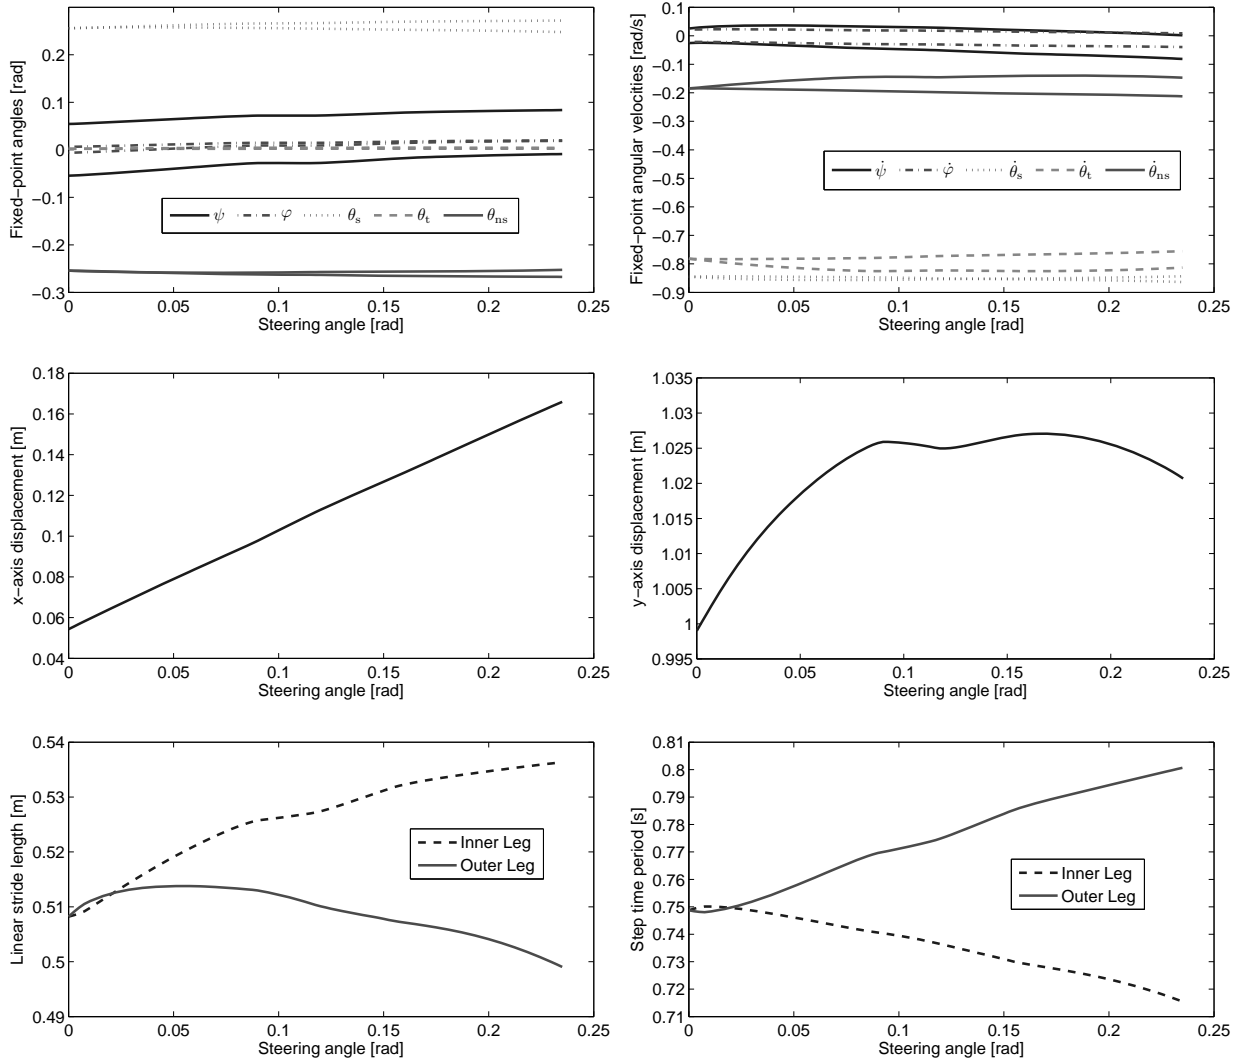 Fixed−point angles [rad]
0.2
0.1
0
−0.1
−0.2
−0.3
ψ φ θs θt θns
0 0.05 0.1 0.15 0.2 0.25
Steering angle [rad]
Fixed−point angular velocities [rad/s]
0.1
0
−0.1
−0.2
−0.3
−0.4
−0.5
−0.6
−0.7
−0.8
−0.9
ψ̇ φ̇ θ̇s θ̇t θ̇ns
0 0.05 0.1 0.15 0.2 0.25
Steering angle [rad]
x−axis displacement [m]
0.18
0.16
0.14
0.12
0.1
0.08
0.06
0.04
0 0.05 0.1 0.15 0.2 0.25
Steering angle [rad]
y−axis displacement [m]
1.035
1.03
1.025
1.02
1.015
1.01
1.005
1
0.995
0 0.05 0.1 0.15 0.2 0.25
Steering angle [rad]
Linear stride length [m]
0.54
0.53
0.52
0.51
0.5
0.49
Inner Leg
Outer Leg
0 0.05 0.1 0.15 0.2 0.25
Steering angle [rad]
Step time period [s]
0.81
0.8
0.79
0.78
0.77
0.76
0.75
0.74
0.73
0.72
0.71
Inner Leg
Outer Leg
0 0.05 0.1 0.15 0.2 0.25
Steering angle [rad]